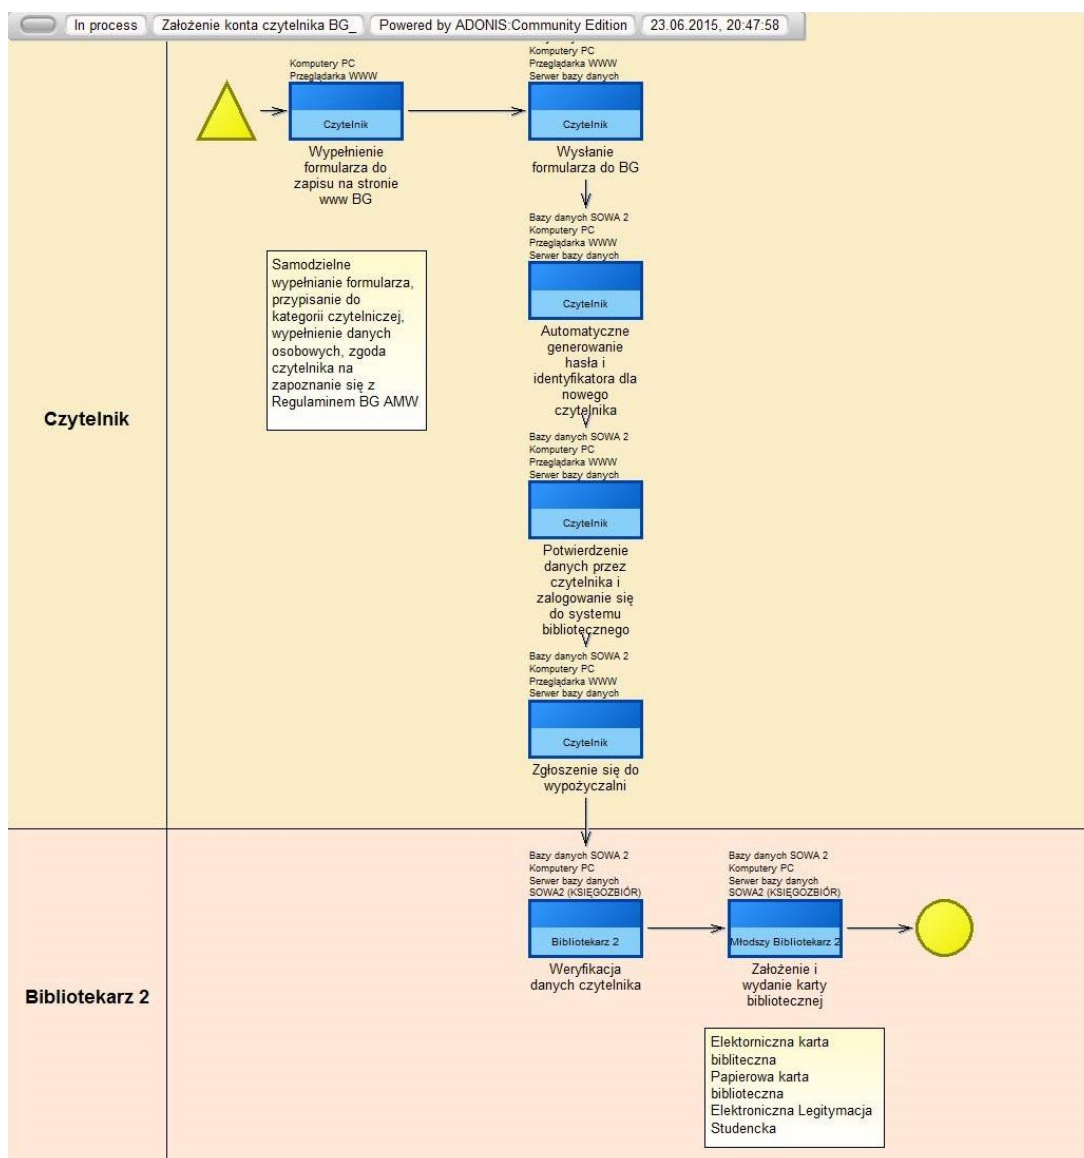 In process
Założenie konta czytelnika BG_
Powered by ADONIS:Community Edition
23.06.2015, 20:47:58
Czytelnik
Komputery PC
Przeglądarka WWW
Czytelnik
Wypełnienie
formularza do
zapisu na stronie
www BG
Komputery PC
Przeglądarka WWW
Serwer bazy danych
Czytelnik
Wysłanie
formularza do BG
Samodzielne
wypełnianie formularza,
przypisanie do
kategorii czytelniczej,
wypełnienie danych
osobowych, zgoda
czytelnika na
zapoznanie się z
Regulaminem BG AMW
Bazy danych SOWA 2
Komputery PC
Przeglądarka WWW
Serwer bazy danych
Czytelnik
Automatyczne
generowanie
hasła i
identyfikatora dla
nowego
czytelnika
Bazy danych SOWA 2
Komputery PC
Przeglądarka WWW
Serwer bazy danych
Czytelnik
Potwierdzenie
danych przez
czytelnika i
zalogowanie się
do systemu
bibliotecznego
Bazy danych SOWA 2
Komputery PC
Przeglądarka WWW
Serwer bazy danych
Czytelnik
Zgłoszenie się do
wypożyczalni
Bibliotekarz 2
Bazy danych SOWA 2
Komputery PC
Serwer bazy danych
SOWA2 (KSIĘGOZBIÓR)
Bibliotekarz 2
Weryfikacja
danych czytelnika
Bazy danych SOWA 2
Komputery PC
Serwer bazy danych
SOWA2 (KSIĘGOZBIÓR)
Młodszy Bibliotekarz 2
Założenie i
wydanie karty
bibliotecznej
Elektorniczna karta
bibliteczna
Papierowa karta
biblioteczna
Elektroniczna Legitymacja
Studencka